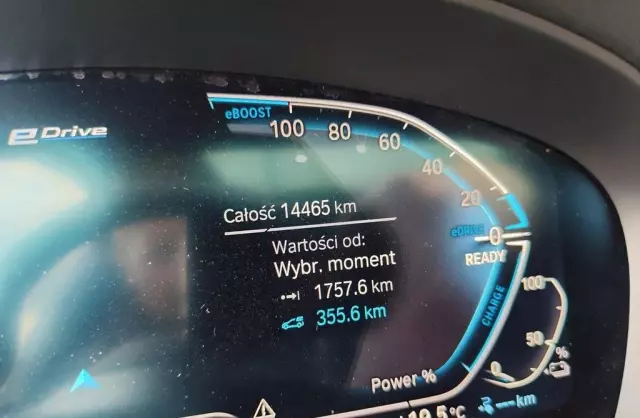 eDrive
eBOOST
100
80
60
40
20
eDRIVE
0
READY
Całość 14465 km
Wartości od:
Wybr. moment
1757.6 km
355.6 km
CHARGE
100
50
0
%
Power %
--- km
°C